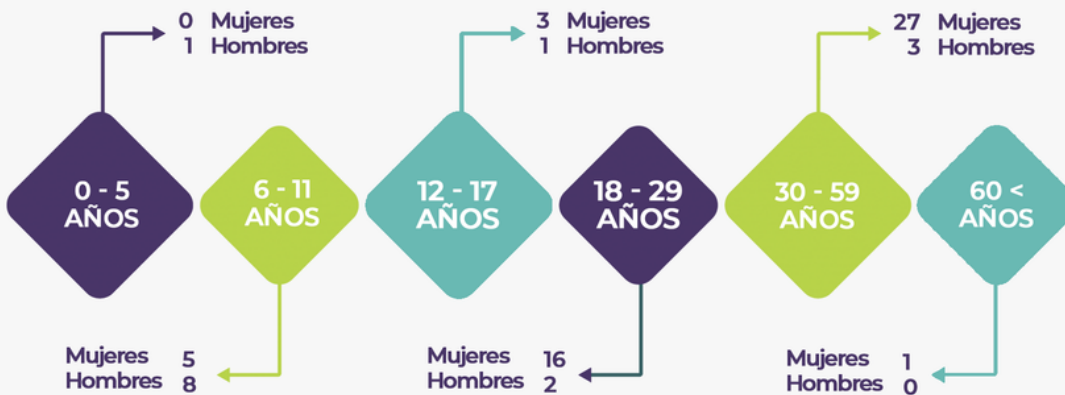 0 Mujeres
1 Hombres
3 Mujeres
1 Hombres
27 Mujeres
3 Hombres
0 - 5
AÑOS
6 - 11
AÑOS
12 - 17
AÑOS
18 - 29
AÑOS
30 - 59
AÑOS
60 <
AÑOS
Mujeres 5
Hombres 8
Mujeres 16
Hombres 2
Mujeres 1
Hombres 0